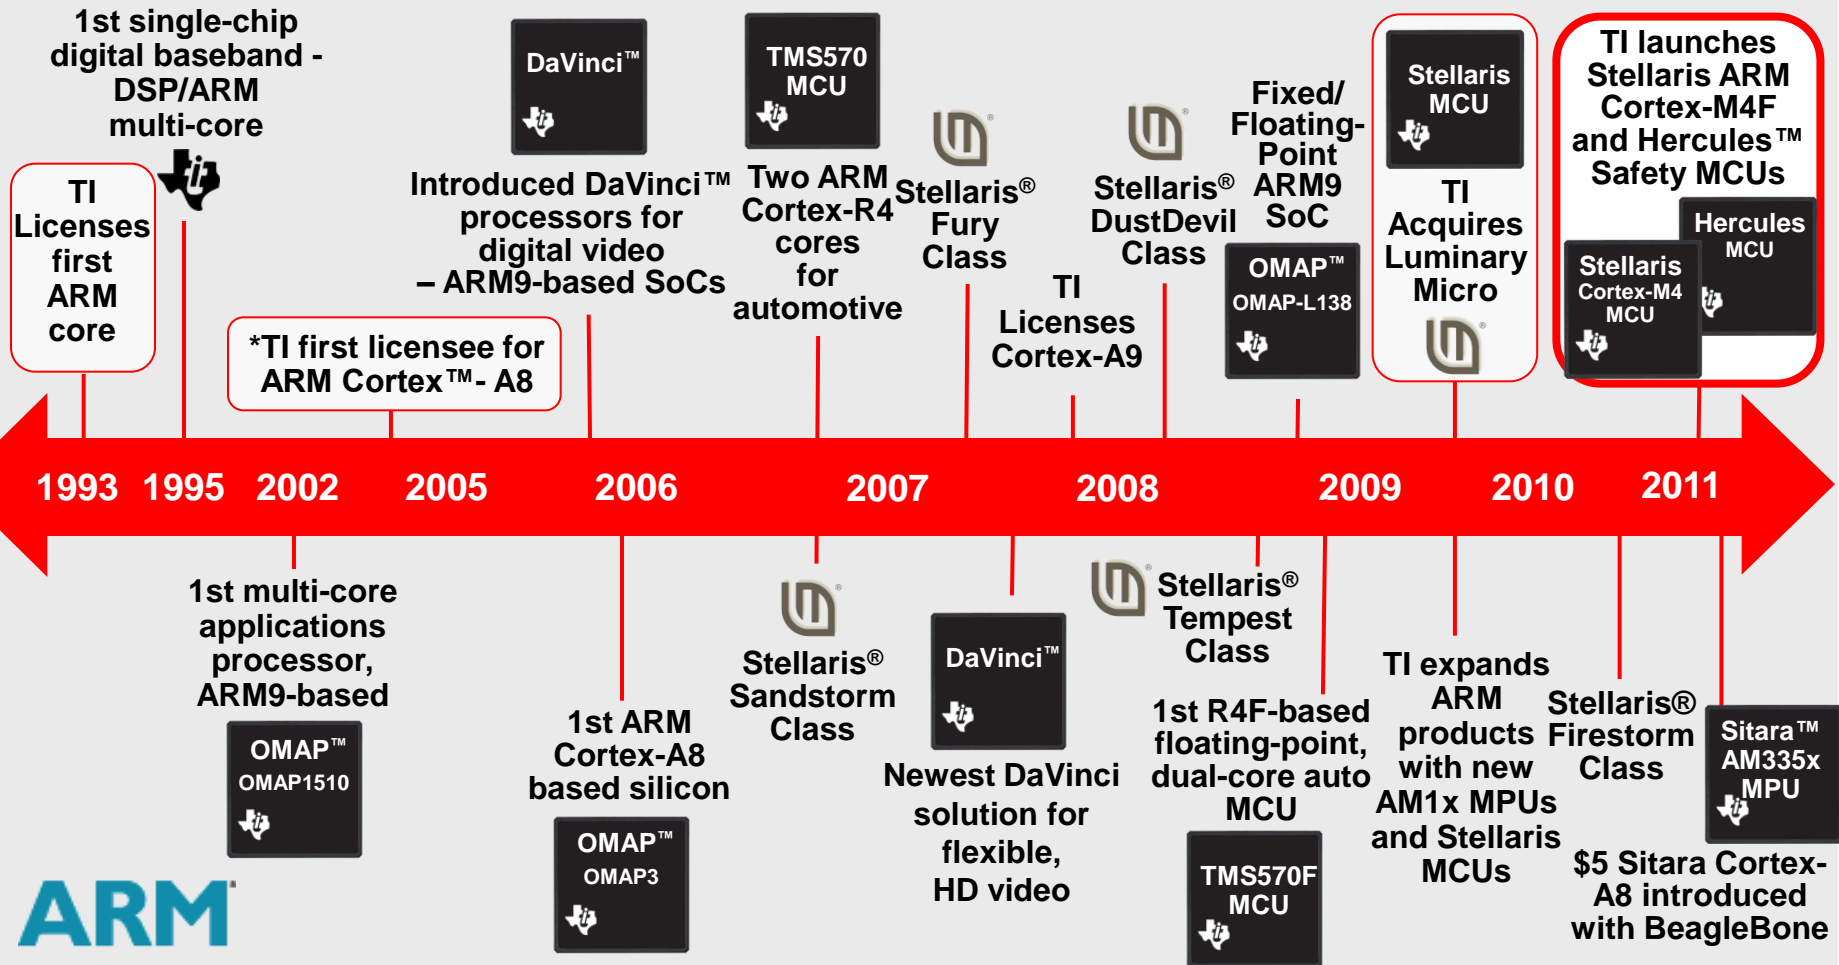 1st single-chip
digital baseband -
DSP/ARM
multi-core
TI
Licenses
first
ARM
core
*TI first licensee for
ARM Cortex™- A8
DaVinci™
Introduced DaVinci™
processors for
digital video
– ARM9-based SoCs
TMS570
MCU
Two ARM
Cortex-R4
cores
for
automotive
Stellaris®
Fury
Class
TI
Licenses
Cortex-A9
Stellaris®
DustDevil
Class
Fixed/
Floating-
Point
ARM9
SoC
OMAP™
OMAP-L138
Stellaris
MCU
TI
Acquires
Luminary
Micro
TI launches
Stellaris ARM
Cortex-M4F
and Hercules™
Safety MCUs
Hercules
MCU
Stellaris
Cortex-M4
MCU
1993 1995 2002 2005 2006 2007 2008 2009 2010 2011
1st multi-core
applications
processor,
ARM9-based
OMAP™
OMAP1510
1st ARM
Cortex-A8
based silicon
OMAP™
OMAP3
Stellaris®
Sandstorm
Class
DaVinci™
Newest DaVinci
solution for
flexible,
HD video
Stellaris®
Tempest
Class
1st R4F-based
floating-point,
dual-core auto
MCU
TMS570F
MCU
TI expands
ARM
products
with new
AM1x MPUs
and Stellaris
MCUs
Stellaris®
Firestorm
Class
Sitara™
AM335x
MPU
$5 Sitara Cortex-
A8 introduced
with BeagleBone
ARM